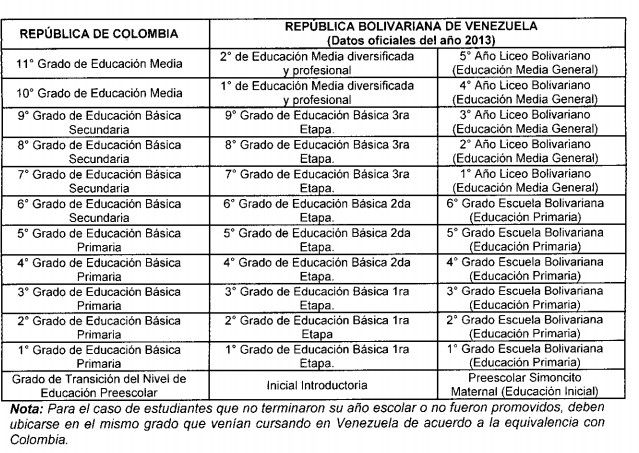 REPÚBLICA DE COLOMBIA
REPÚBLICA BOLIVARIANA DE VENEZUELA
(Datos oficiales del año 2013)
11° Grado de Educación Media
2° de Educación Media diversificada
y profesional
5° Año Liceo Bolivariano
(Educación Media General)
10° Grado de Educación Media
1° de Educación Media diversificada
y profesional
4° Año Liceo Bolivariano
(Educación Media General)
9° Grado de Educación Básica
Secundaria
9° Grado de Educación Básica 3ra
Etapa.
3° Año Liceo Bolivariano
(Educación Media General)
8° Grado de Educación Básica
Secundaria
8° Grado de Educación Básica 3ra
Etapa.
2° Año Liceo Bolivariano
(Educación Media General)
7° Grado de Educación Básica
Secundaria
7° Grado de Educación Básica 3ra
Etapa.
1° Año Liceo Bolivariano
(Educación Media General)
6° Grado de Educación Básica
Secundaria
6° Grado de Educación Básica 2da
Etapa.
6° Grado Escuela Bolivariana
(Educación Primaria)
5° Grado de Educación Básica
Primaria
5° Grado de Educación Básica 2da
Etapa.
5° Grado Escuela Bolivariana
(Educación Primaria)
4° Grado de Educación Básica
Primaria
4° Grado de Educación Básica 2da
Etapa.
4° Grado Escuela Bolivariana
(Educación Primaria)
3° Grado de Educación Básica
Primaria
3° Grado de Educación Básica 1ra
Etapa.
3° Grado Escuela Bolivariana
(Educación Primaria)
2° Grado de Educación Básica
Primaria
2° Grado de Educación Básica 1ra
Etapa
2° Grado Escuela Bolivariana
(Educación Primaria)
1° Grado de Educación Básica
Primaria
1° Grado de Educación Básica 1ra
Etapa.
1° Grado Escuela Bolivariana
(Educación Primaria)
Grado de Transición del Nivel de
Educación Preescolar
Inicial Introductoria
Preescolar Simoncito
Maternal (Educación Inicial)
Nota: Para el caso de estudiantes que no terminaron su año escolar o no fueron promovidos, deben
ubicarse en el mismo grado que venían cursando en Venezuela de acuerdo a la equivalencia con
Colombia.